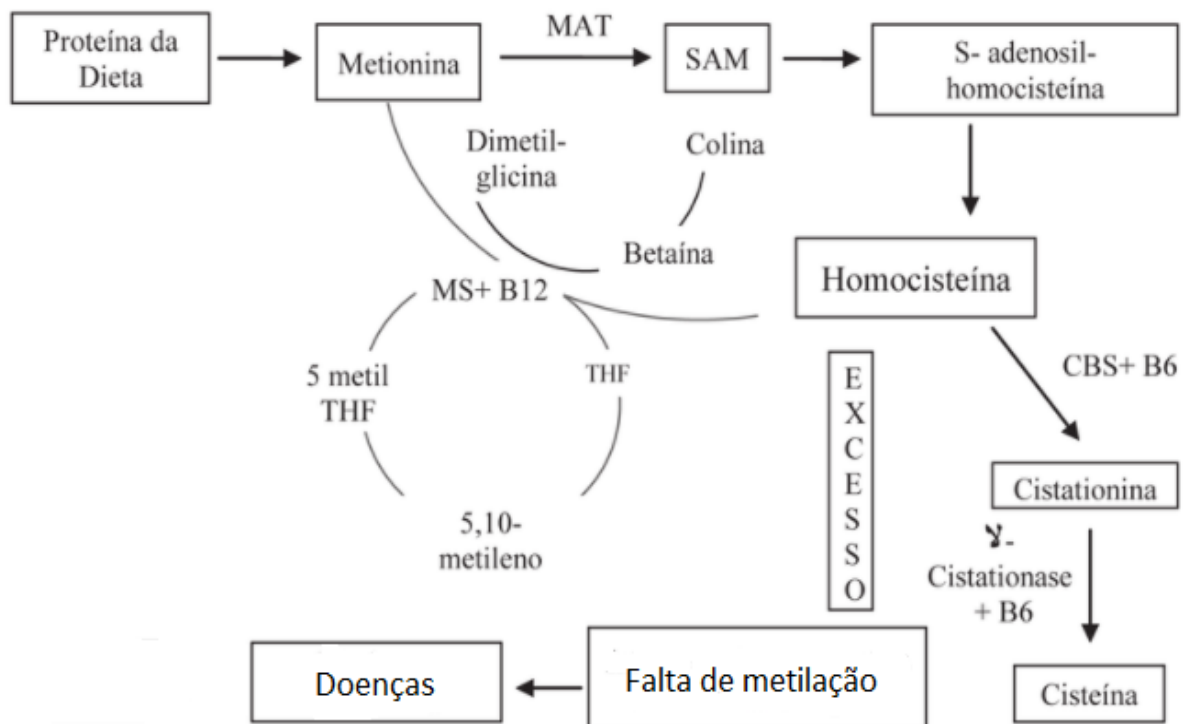 Proteína da
Dieta
Metionina
MAT
SAM
S- adenosil-
homocisteína
Dimetil-
glicina
Colina
Betaína
MS+ B12
Homocisteína
5 metil
THF
THF
5,10-
metileno
E
X
C
E
S
S
O
CBS+ B6
Cistationina
ץ-
Cistationase
+ B6
Cisteína
Falta de metilação
Doenças